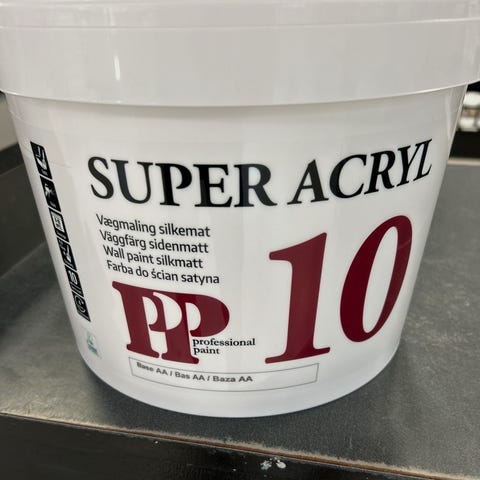 SUPER ACRYL
Vægmaling silkemat
Väggfärg sidenmatt
Wall paint silkmatt
Farba do ścian satyna
10
PP
professional
paint
Base AA / Bas AA / Baza AA